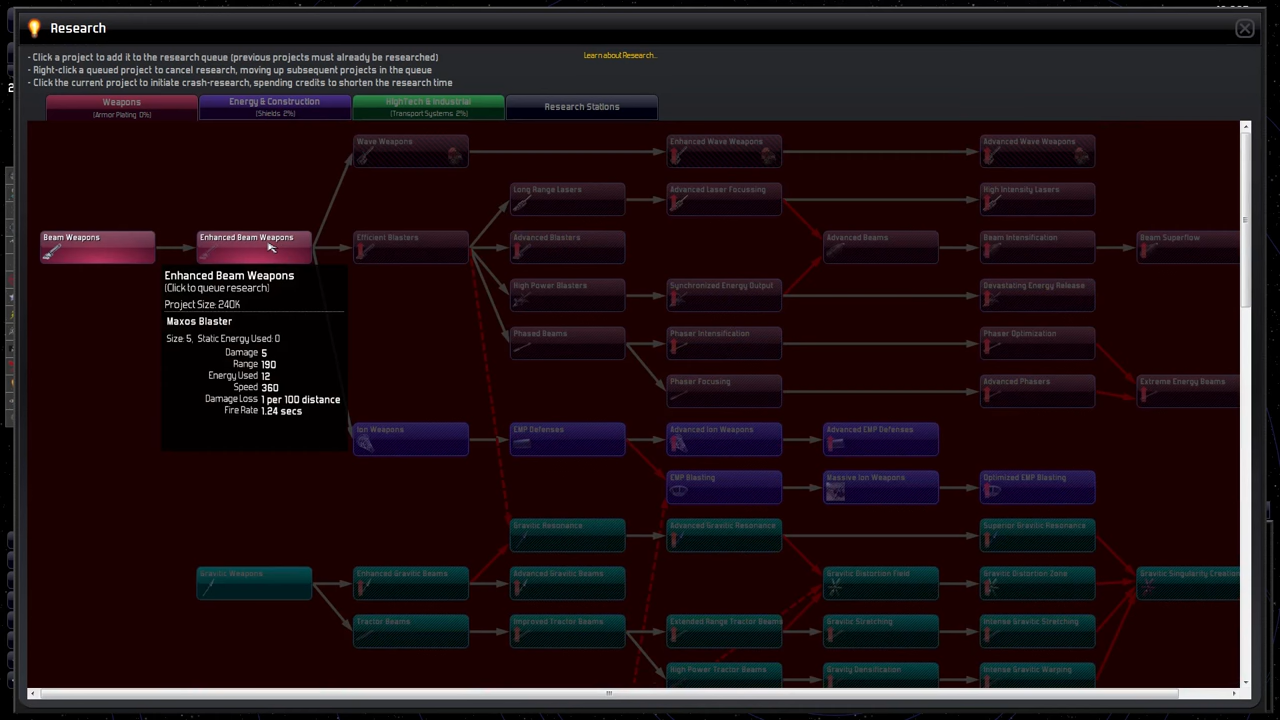 Research
- Click a project to add it to the research queue (previous projects must already be researched)
- Right-click a queued project to cancel research, moving up subsequent projects in the queue
- Click the current project to initiate crash-research, spending credits to shorten the research time
Learn about Research...
Weapons
(Armor Plating: 0%)
Energy & Construction
(Shields: 2%)
HighTech & Industrial
(Transport Systems: 2%)
Research Stations
Wave Weapons
Enhanced Wave Weapons
Advanced Wave Weapons
Long Range Lasers
Advanced Laser Focussing
High Intensity Lasers
Beam Weapons
Enhanced Beam Weapons
Efficient Blasters
Advanced Blasters
Advanced Beams
Beam Intensification
Beam Superflow
Enhanced Beam Weapons
(Click to queue research)
Project Size: 240K
Maxos Blaster
Size: 5, Static Energy Used: 0
Damage 5
Range 190
Energy Used 12
Speed 360
Damage Loss 1 per 100 distance
Fire Rate 1.24 secs
High Power Blasters
Synchronized Energy Output
Devastating Energy Release
Phased Beams
Phaser Intensification
Phaser Optimization
Phaser Focusing
Advanced Phasers
Extreme Energy Beams
Ion Weapons
EMP Defenses
Advanced Ion Weapons
Advanced EMP Defenses
EMP Blasting
Massive Ion Weapons
Optimized EMP Blasting
Gravitic Resonance
Advanced Gravitic Resonance
Superior Gravitic Resonance
Gravitic Weapons
Enhanced Gravitic Beams
Advanced Gravitic Beams
Gravitic Distortion Field
Gravitic Distortion Zone
Gravitic Singularity Creation
Tractor Beams
Improved Tractor Beams
Extended Range Tractor Beams
Gravitic Stretching
Intense Gravitic Stretching
High Power Tractor Beams
Gravity Densification
Intense Gravitic Warping